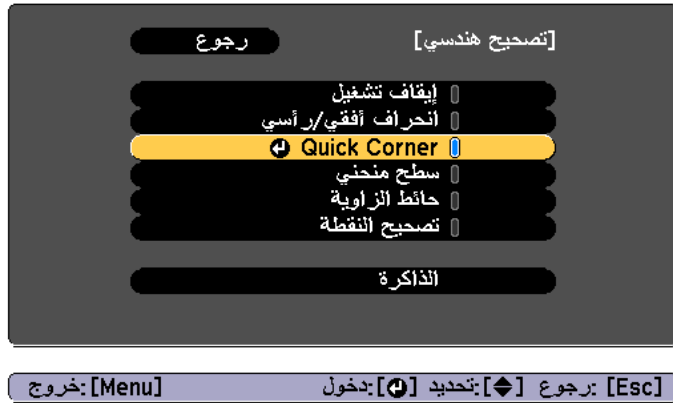 [تصحيح هندسي] رجوع
إيقاف تشغيل
انحراف أفقي/رأسي
Quick Corner
سطح منحني
حائط الزاوية
تصحيح النقطة
الذاكرة
[Esc] :رجوع [◆]:تحديد [↵]:دخول [Menu]:خروج